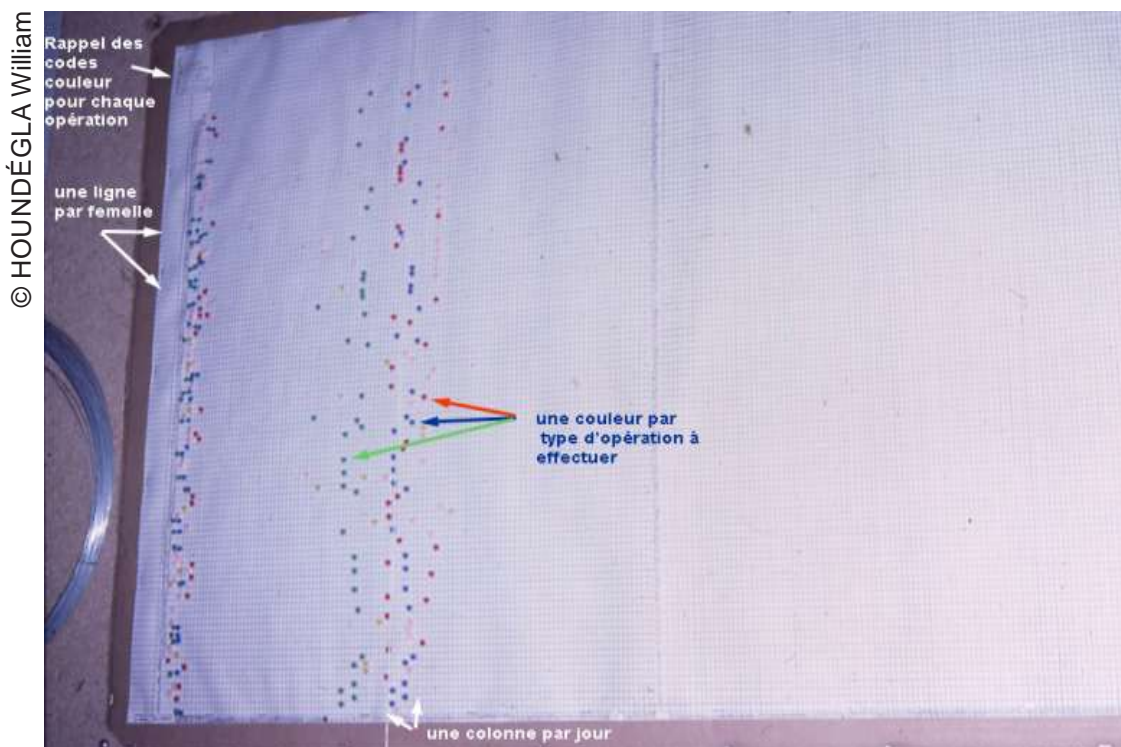 © HOUNDÉGLA William
Rappel des
codes
couleur
pour chaque
opération
une ligne
par femelle
une couleur par
type d'opération à
effectuer
une colonne par jour